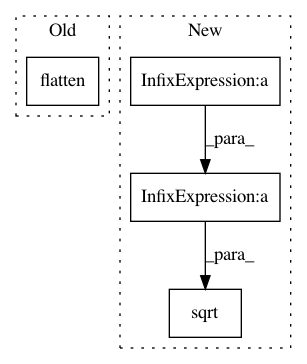 Old
New
flatten
InfixExpression:a
_para_
InfixExpression:a
_para_
sqrt